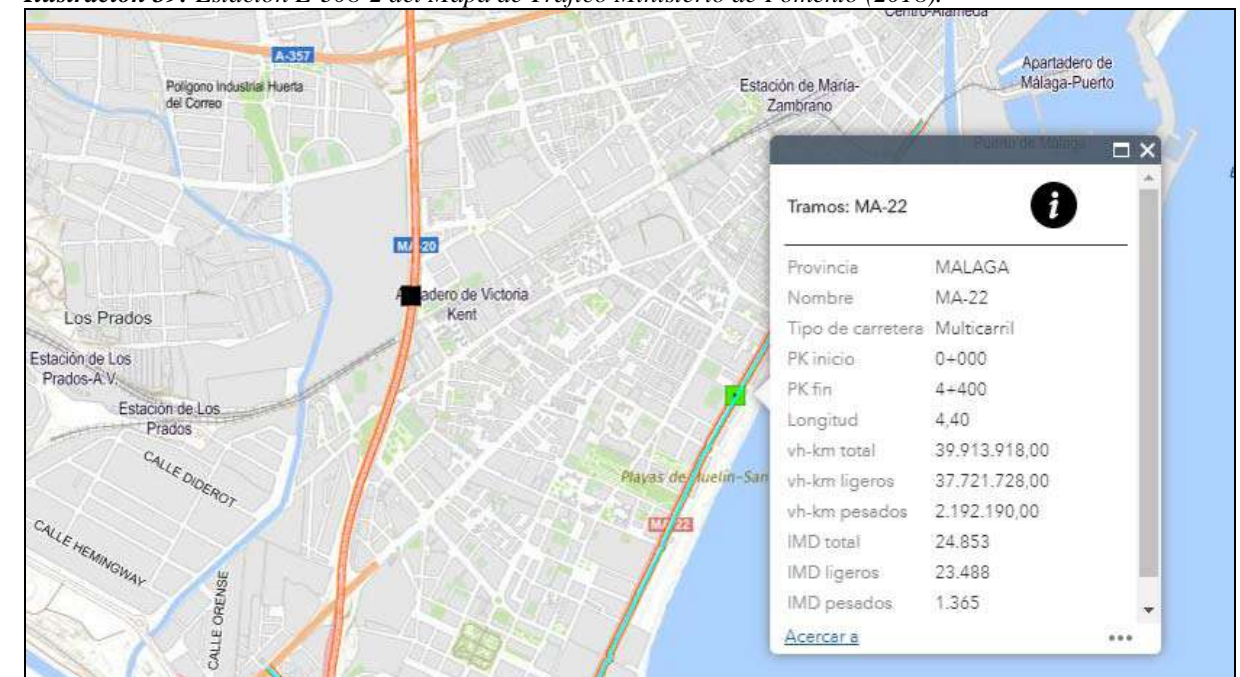 Ilustración 39: Estación E-308-2 del Mapa de Tráfico Ministerio de Fomento (2018).
Centro-Alameda
A-357
Polígono Industrial Huerta
del Correo
Estación de María-
Zambrano
Apartadero de
Málaga-Puerto
Puerto de Málaga
Tramos: MA-22
i
MA-20
Provincia MALAGA
Nombre MA-22
Tipo de carretera Multicarril
PK inicio 0+000
PK fin 4+400
Longitud 4,40
vh-km total 39.913.918,00
vh-km ligeros 37.721.728,00
vh-km pesados 2.192.190,00
IMD total 24.853
IMD ligeros 23.488
IMD pesados 1.365
Acercar a
de Victoria
Kent
Los Prados
Estación de Los
Prados-A.V.
Estación de Los
Prados
CALLE DIDEROT
Playas de Huelin-San
MA-22
CALLE HEMINGWAY
CALLE ORENSE